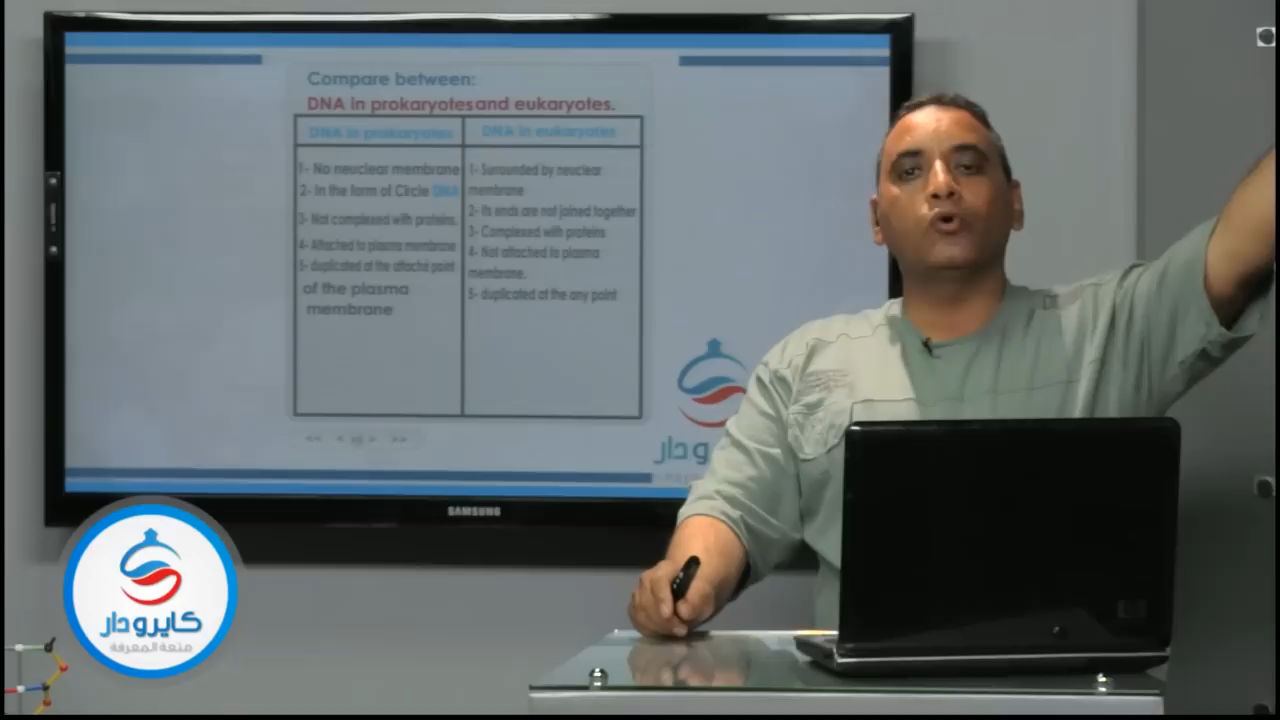 Compare between:
DNA in prokaryotes and eukaryotes.
DNA in prokaryotes
1- No neuclear membrane
2- In the form of Circle DNA
3- Not complexed with proteins.
4- Attached to plasma membrane
5- duplicated at the attache point
of the plasma
membrane
DNA in eukaryotes
1- Surrounded by neuclear
membrane
2- Its ends are not joined together
3- Complexed with proteins
4- Not attached to plasma
membrane.
5- duplicated at the any point
<< < > >>
و دار
SAMSUNG
كايرو دار
متعة المعرفة